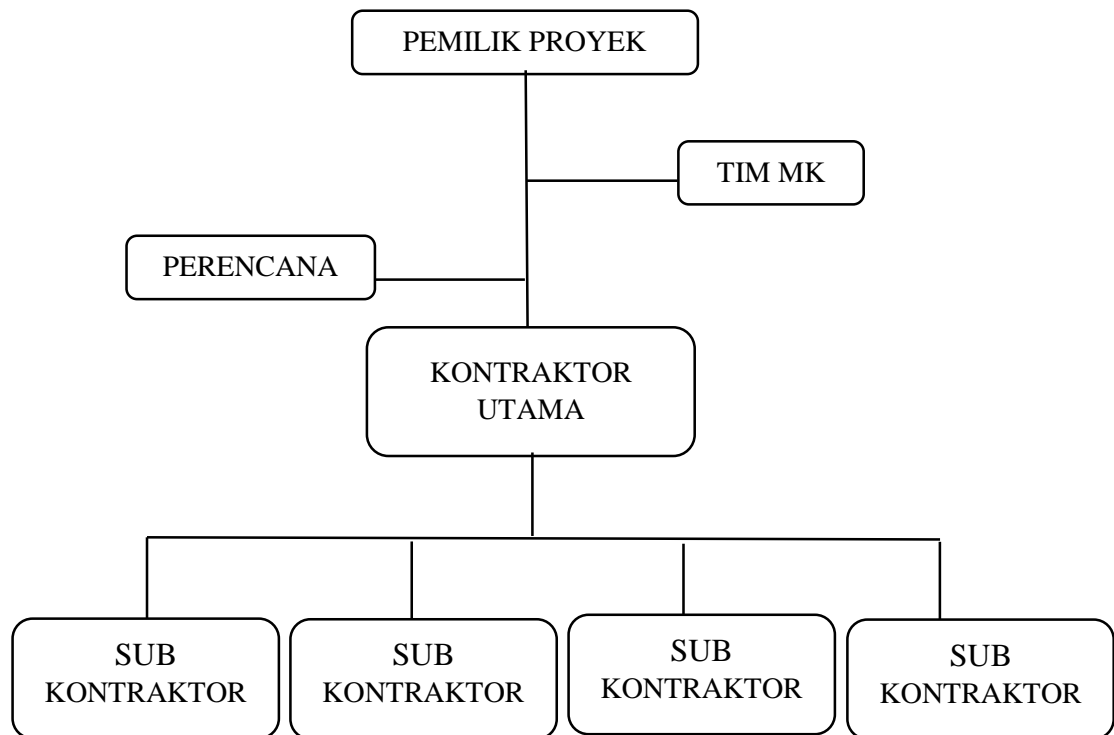 PEMILIK PROYEK
TIM MK
PERENCANA
KONTRAKTOR
UTAMA
SUB
KONTRAKTOR
SUB
KONTRAKTOR
SUB
KONTRAKTOR
SUB
KONTRAKTOR